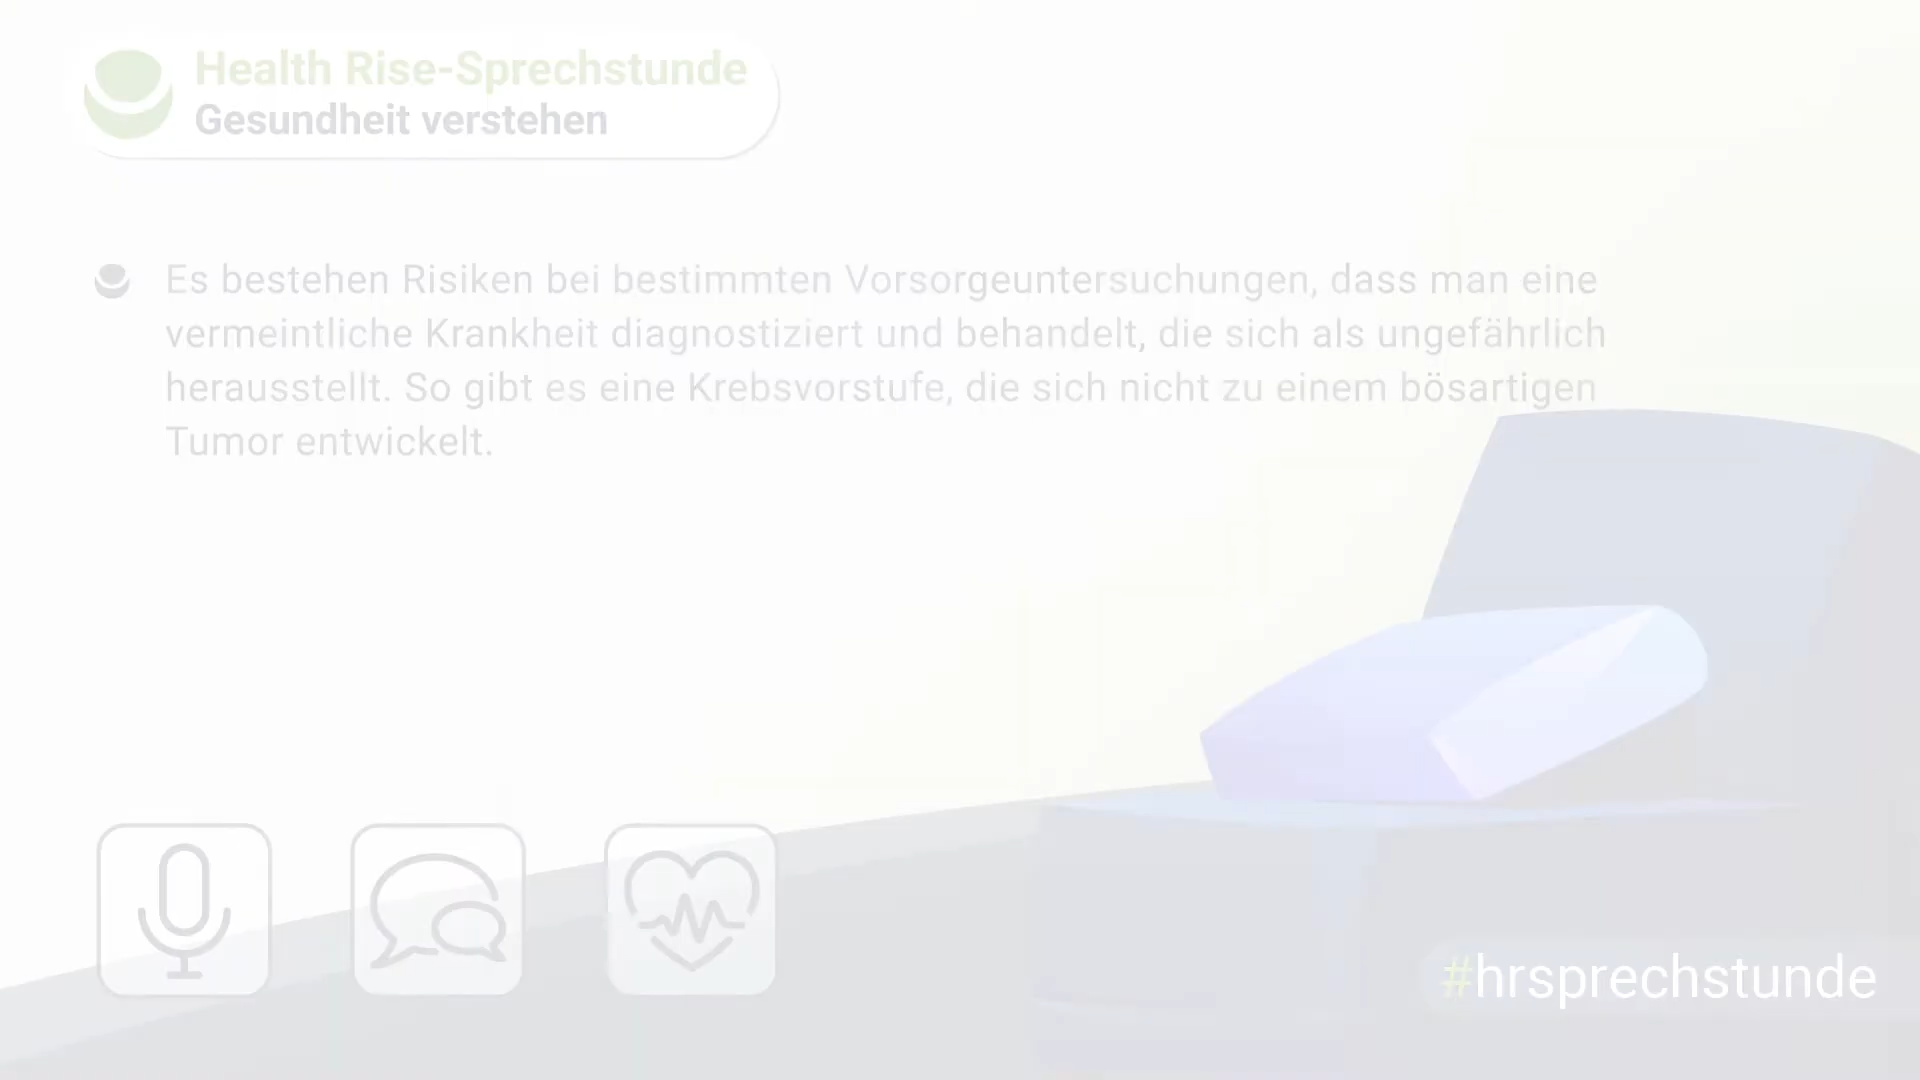 Health Rise-Sprechstunde
Gesundheit verstehen
Es bestehen Risiken bei bestimmten Vorsorgeuntersuchungen, dass man eine
vermeintliche Krankheit diagnostiziert und behandelt, die sich als ungefährlich
herausstellt. So gibt es eine Krebsvorstufe, die sich nicht zu einem bösartigen
Tumor entwickelt.
#hrsprechstunde